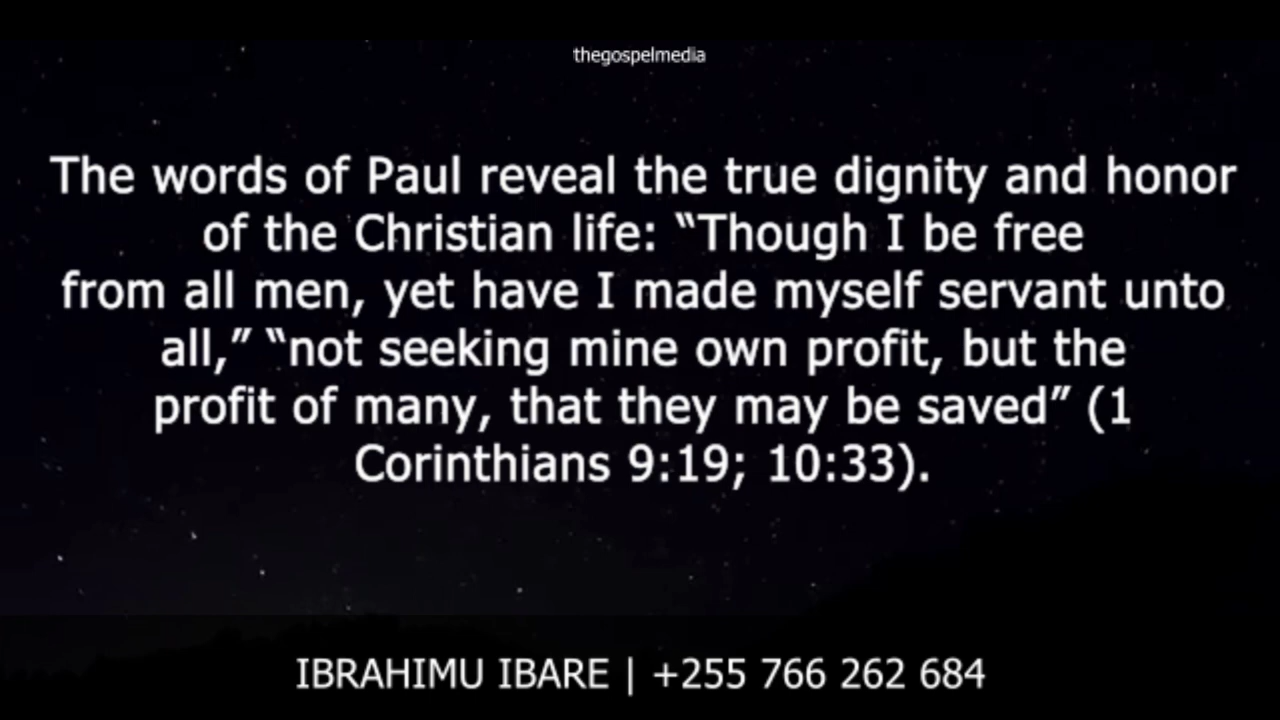 thegospelmedia
The words of Paul reveal the true dignity and honor
of the Christian life: “Though I be free
from all men, yet have I made myself servant unto
all,” “not seeking mine own profit, but the
profit of many, that they may be saved” (1
Corinthians 9:19; 10:33).
IBRAHIMU IBARE | +255 766 262 684